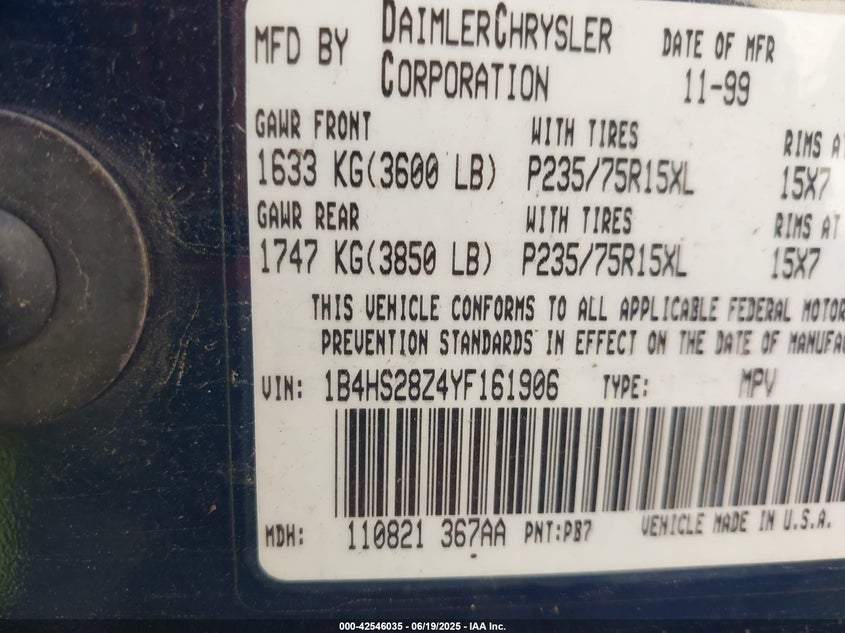 MFD BY DAIMLERCHRYSLER CORPORATION DATE OF MFR 11-99
GAWR FRONT WITH TIRES RIMS AT
1633 KG(3600 LB) P235/75R15XL 15X7
GAWR REAR WITH TIRES RIMS AT
1747 KG(3850 LB) P235/75R15XL 15X7
THIS VEHICLE CONFORMS TO ALL APPLICABLE FEDERAL MOTOR
PREVENTION STANDARDS IN EFFECT ON THE DATE OF MANUFA
VIN: 1B4HS28Z4YF161906 TYPE: MPV
MDH: 110821 367AA PNT:PB7 VEHICLE MADE IN U.S.A.
000-42546035 - 06/19/2025 - IAA Inc.